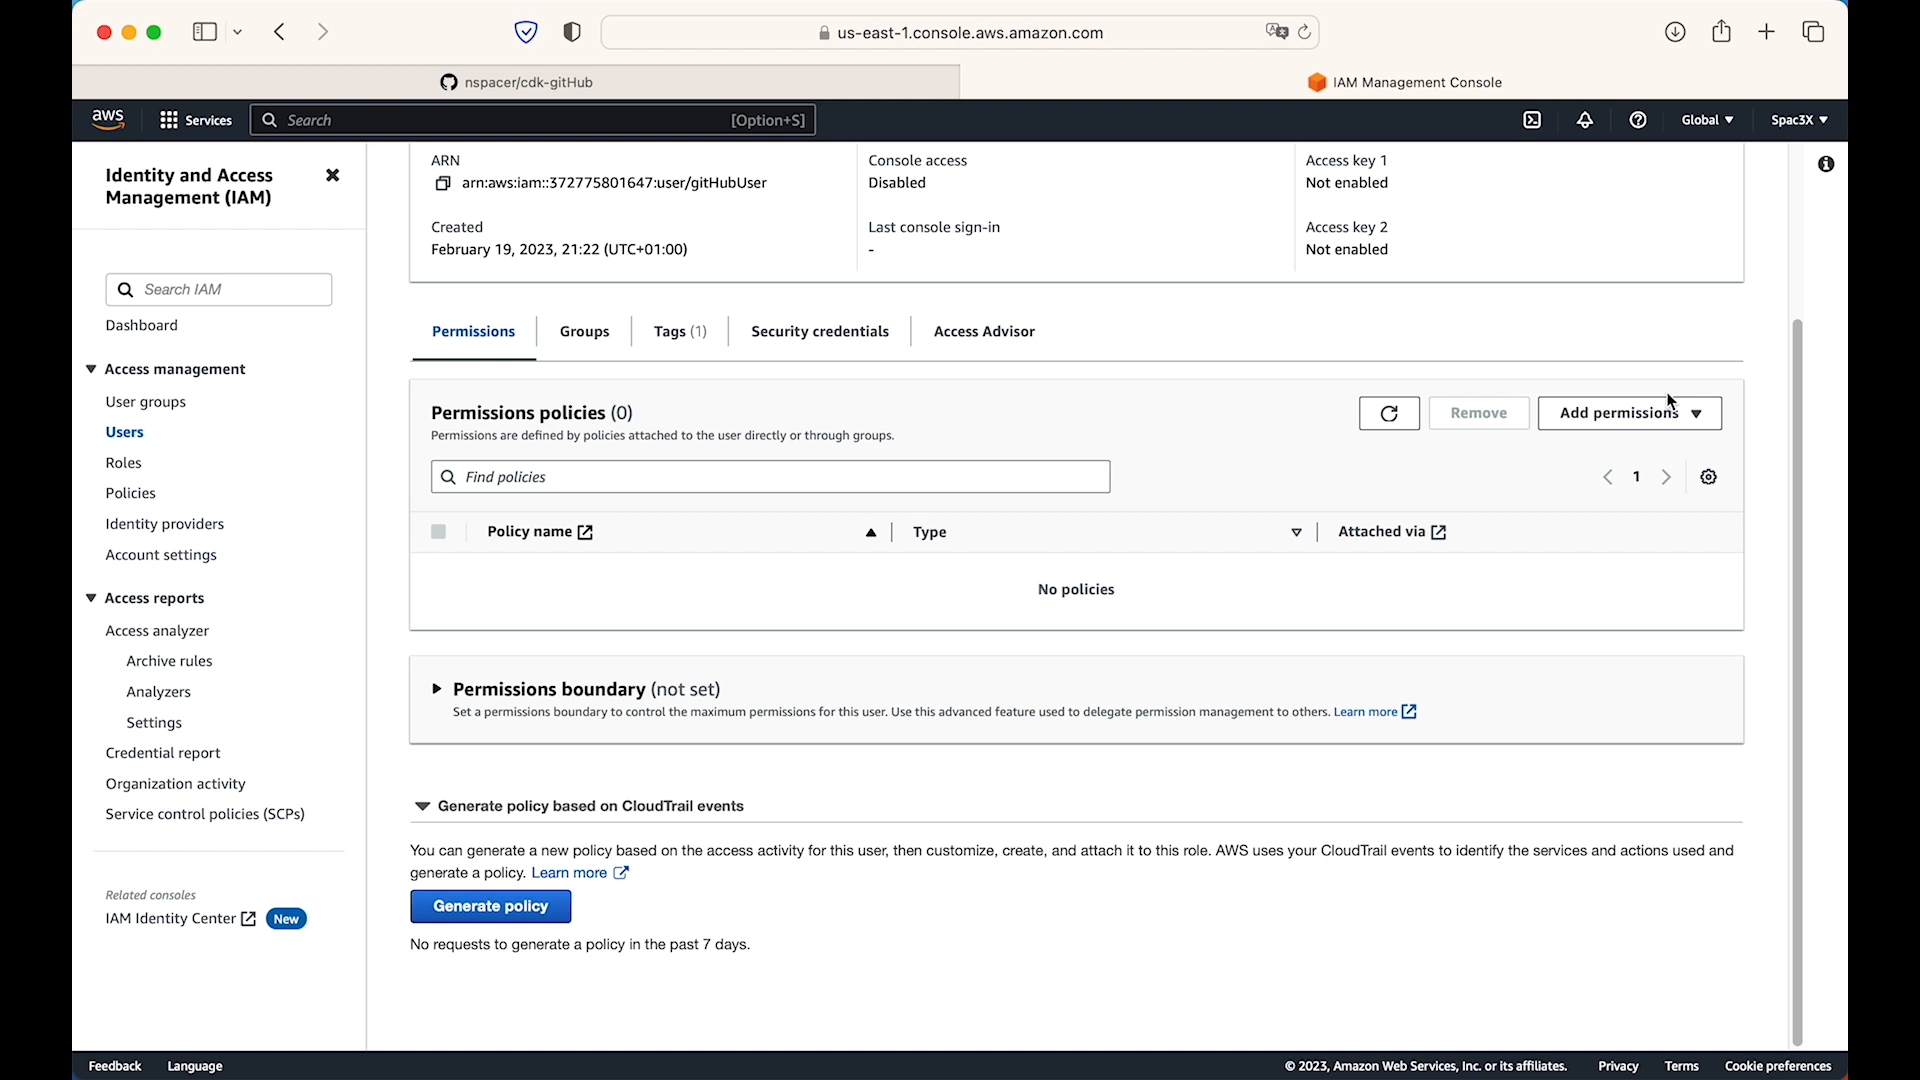 us-east-1.console.aws.amazon.com
nspacer/cdk-gitHub
IAM Management Console
aws
Services
Search
[Option+S]
Global
Spac3X
Identity and Access
Management (IAM)
Search IAM
Dashboard
Access management
User groups
Users
Roles
Policies
Identity providers
Account settings
Access reports
Access analyzer
Archive rules
Analyzers
Settings
Credential report
Organization activity
Service control policies (SCPs)
Related consoles
IAM Identity Center
New
ARN
arn:aws:iam::372775801647:user/gitHubUser
Created
February 19, 2023, 21:22 (UTC+01:00)
Console access
Disabled
Last console sign-in
-
Access key 1
Not enabled
Access key 2
Not enabled
Permissions
Groups
Tags (1)
Security credentials
Access Advisor
Permissions policies (0)
Permissions are defined by policies attached to the user directly or through groups.
Remove
Add permissions
Find policies
1
Policy name
Type
Attached via
No policies
Permissions boundary (not set)
Set a permissions boundary to control the maximum permissions for this user. Use this advanced feature used to delegate permission management to others. Learn more
Generate policy based on CloudTrail events
You can generate a new policy based on the access activity for this user, then customize, create, and attach it to this role. AWS uses your CloudTrail events to identify the services and actions used and
generate a policy. Learn more
Generate policy
No requests to generate a policy in the past 7 days.
Feedback
Language
© 2023, Amazon Web Services, Inc. or its affiliates.
Privacy
Terms
Cookie preferences